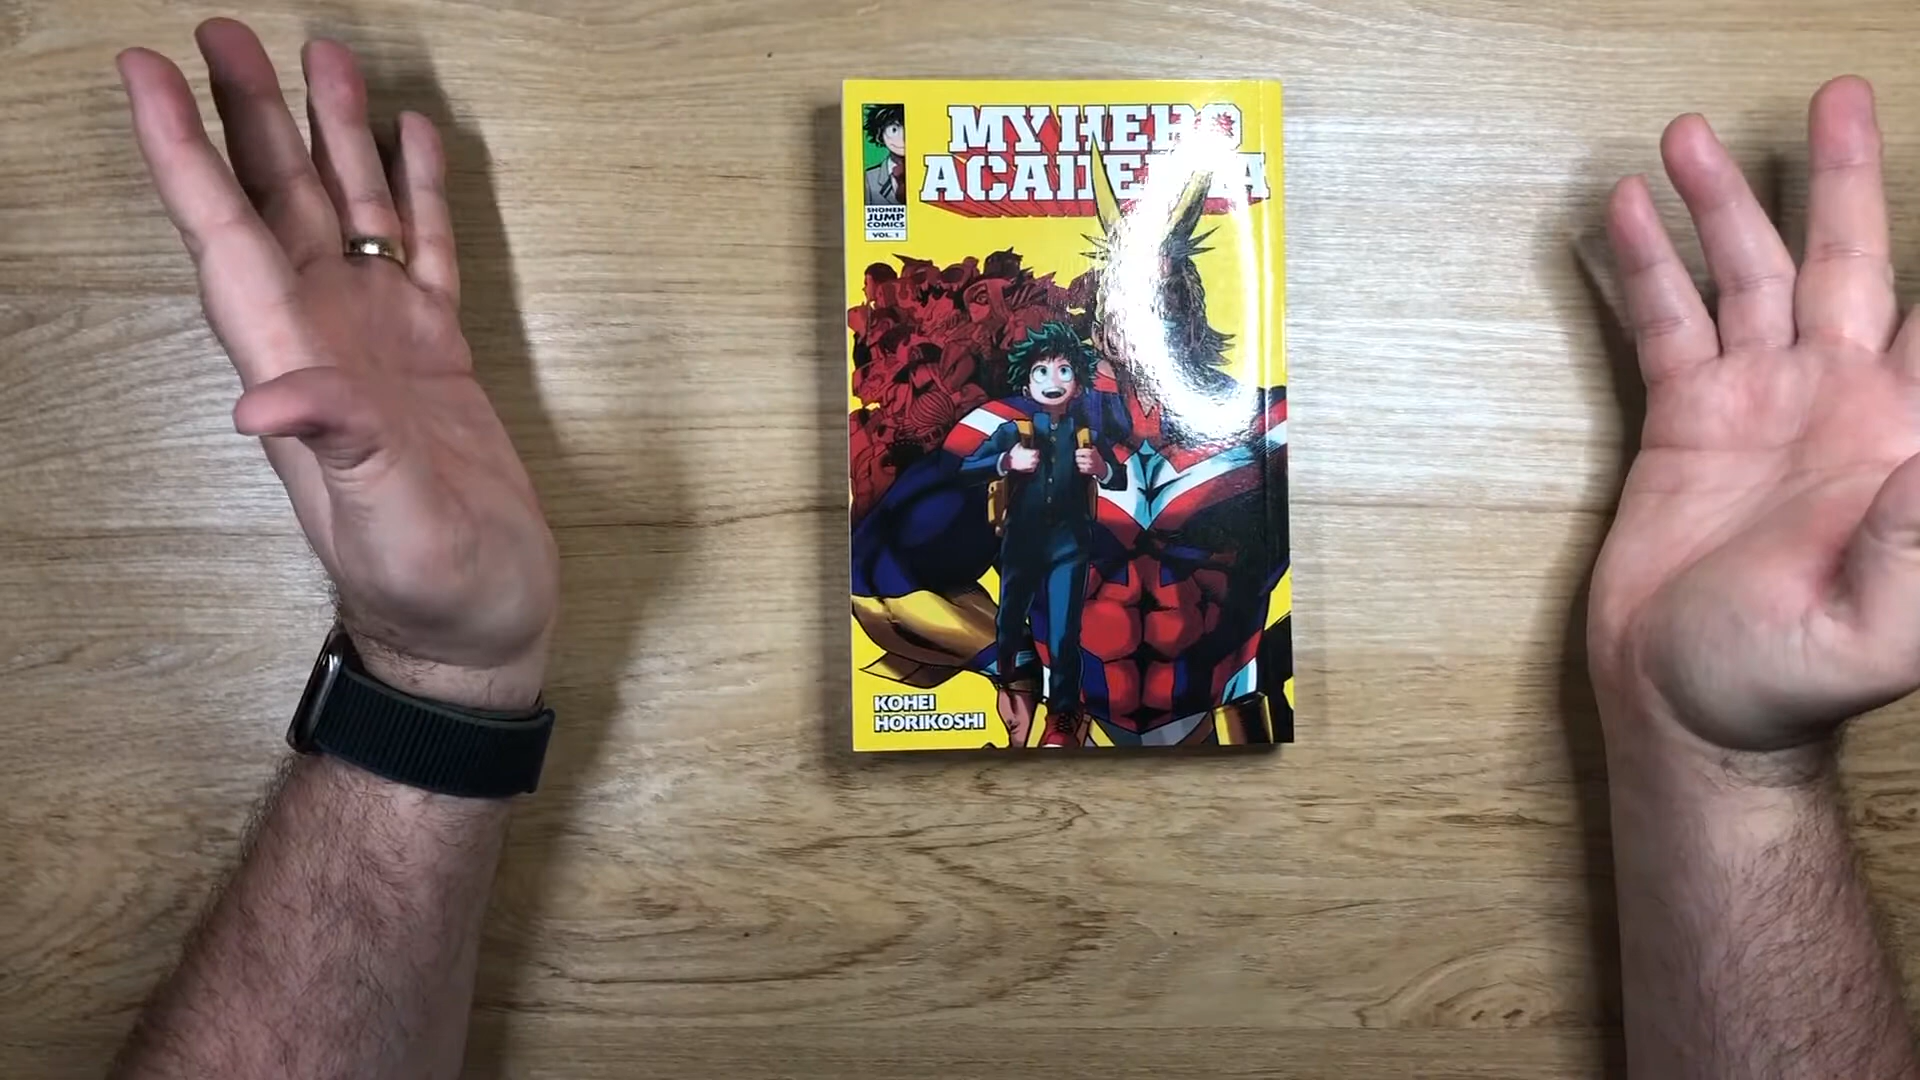 MY HERO
ACADEMIA
SHONEN
JUMP
COMICS
VOL. 1
KOHEI
HORIKOSHI